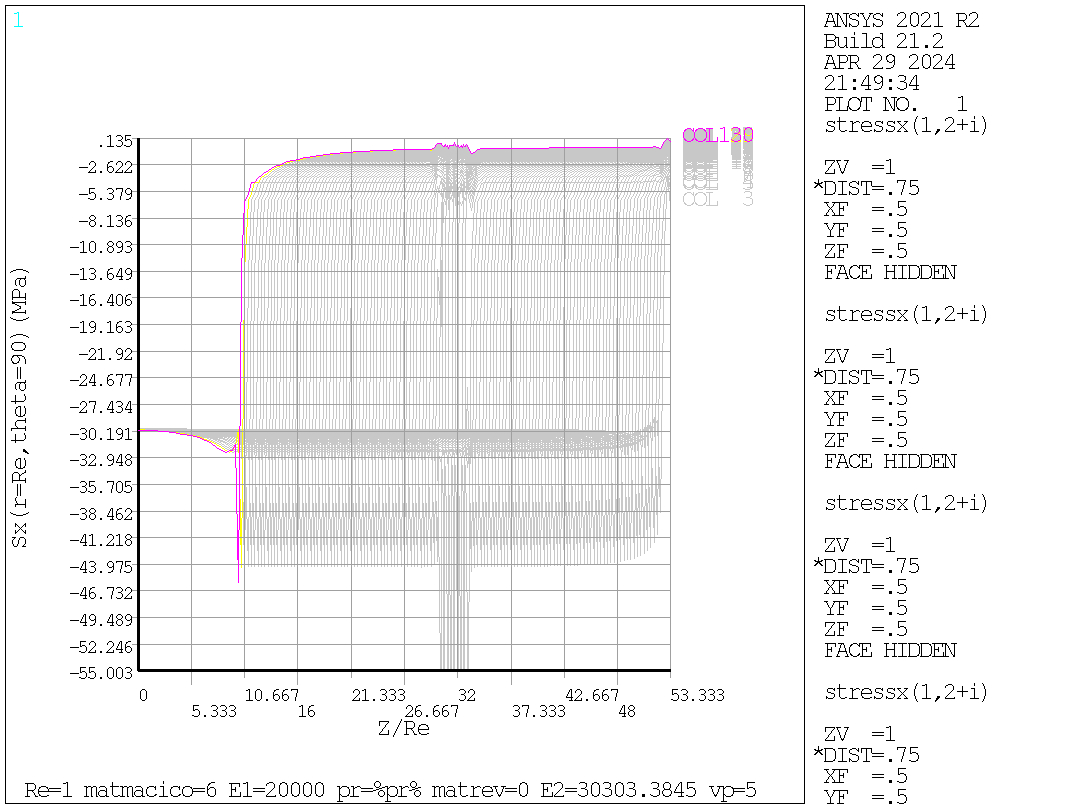 1
ANSYS 2021 R2
Build 21.2
APR 29 2024
21:49:34
PLOT NO. 1
stressx(1,2+i)
ZV =1
*DIST=.75
XF =.5
YF =.5
ZF =.5
FACE HIDDEN
stressx(1,2+i)
ZV =1
*DIST=.75
XF =.5
YF =.5
ZF =.5
FACE HIDDEN
stressx(1,2+i)
ZV =1
*DIST=.75
XF =.5
YF =.5
ZF =.5
FACE HIDDEN
stressx(1,2+i)
ZV =1
*DIST=.75
XF =.5
YF =.5
COL130
COL 3
.135
-2.622
-5.379
-8.136
-10.893
-13.649
-16.406
-19.163
-21.92
-24.677
-27.434
-30.191
-32.948
-35.705
-38.462
-41.218
-43.975
-46.732
-49.489
-52.246
-55.003
Sx(r=Re,theta=90)(MPa)
0 10.667 21.333 32 42.667 53.333
5.333 16 26.667 37.333 48
Z/Re
Re=1 matmacico=6 E1=20000 pr=%pr% matrev=0 E2=30303.3845 vp=5